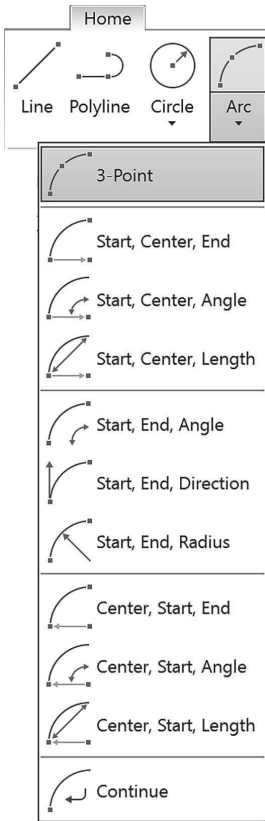 Home
Line Polyline Circle Arc
3-Point
Start, Center, End
Start, Center, Angle
Start, Center, Length
Start, End, Angle
Start, End, Direction
Start, End, Radius
Center, Start, End
Center, Start, Angle
Center, Start, Length
Continue